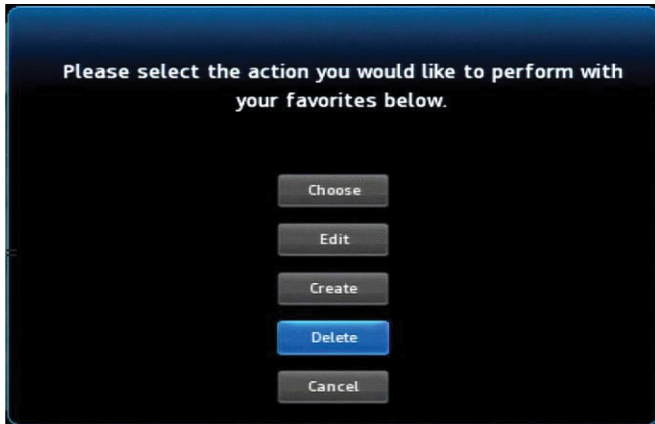 Please select the action you would like to perform with
your favorites below.
Choose
Edit
Create
Delete
Cancel